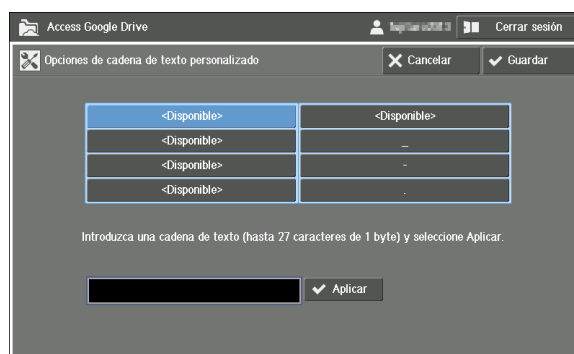 Access Google Drive
Cerrar sesión
Opciones de cadena de texto personalizado
Cancelar
Guardar
<Disponible>
<Disponible>
<Disponible>
_
<Disponible>
-
<Disponible>
.
Introduzca una cadena de texto (hasta 27 caracteres de 1 byte) y seleccione Aplicar.
Aplicar